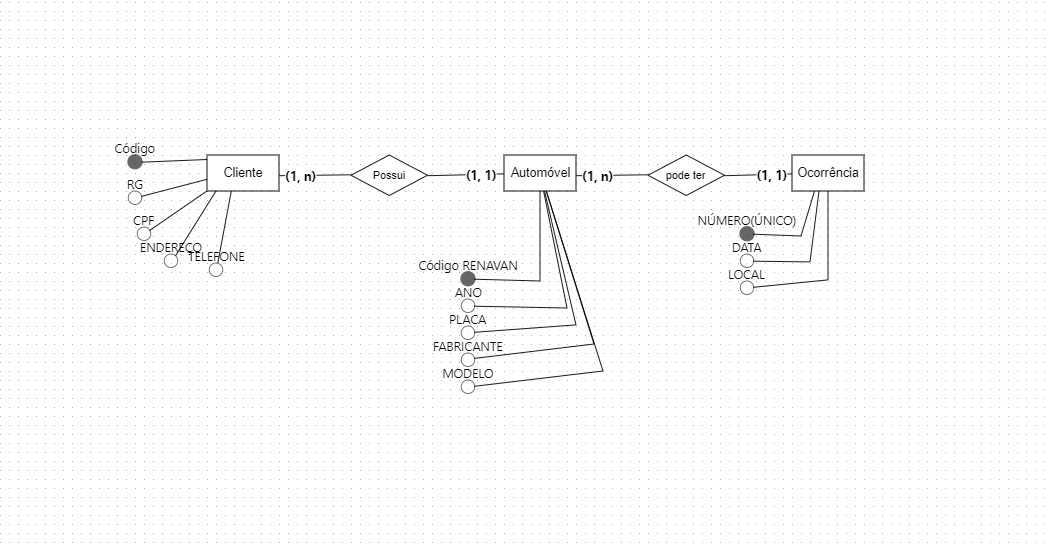 Código
RG
CPF
ENDEREÇO
TELEFONE
Cliente
(1, n)
Possui
(1, 1)
Automóvel
Código RENAVAN
ANO
PLACA
FABRICANTE
MODELO
(1, n)
pode ter
(1, 1)
Ocorrência
NÚMERO(ÚNICO)
DATA
LOCAL